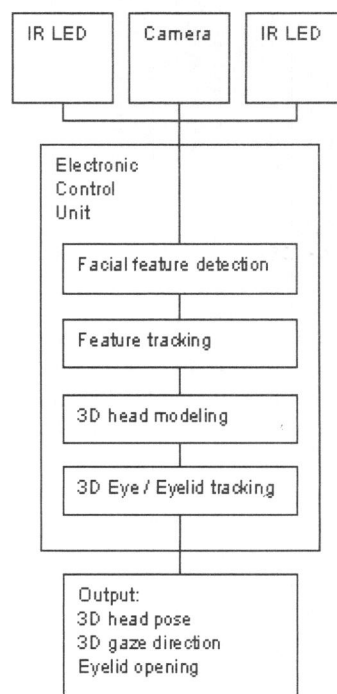 IR LED
Camera
IR LED
Electronic
Control
Unit
Facial feature detection
Feature tracking
3D head modeling
3D Eye / Eyelid tracking
Output:
3D head pose
3D gaze direction
Eyelid opening